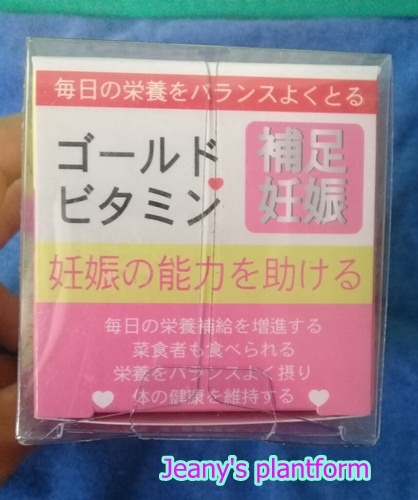 毎日の栄養をバランスよくとる
ゴールド
ビタミン
補足
妊娠
妊娠の能力を助ける
毎日の栄養補給を増進する
菜食者も食べられる
栄養をバランスよく摂り
体の健康を維持する
Jeany's plantform